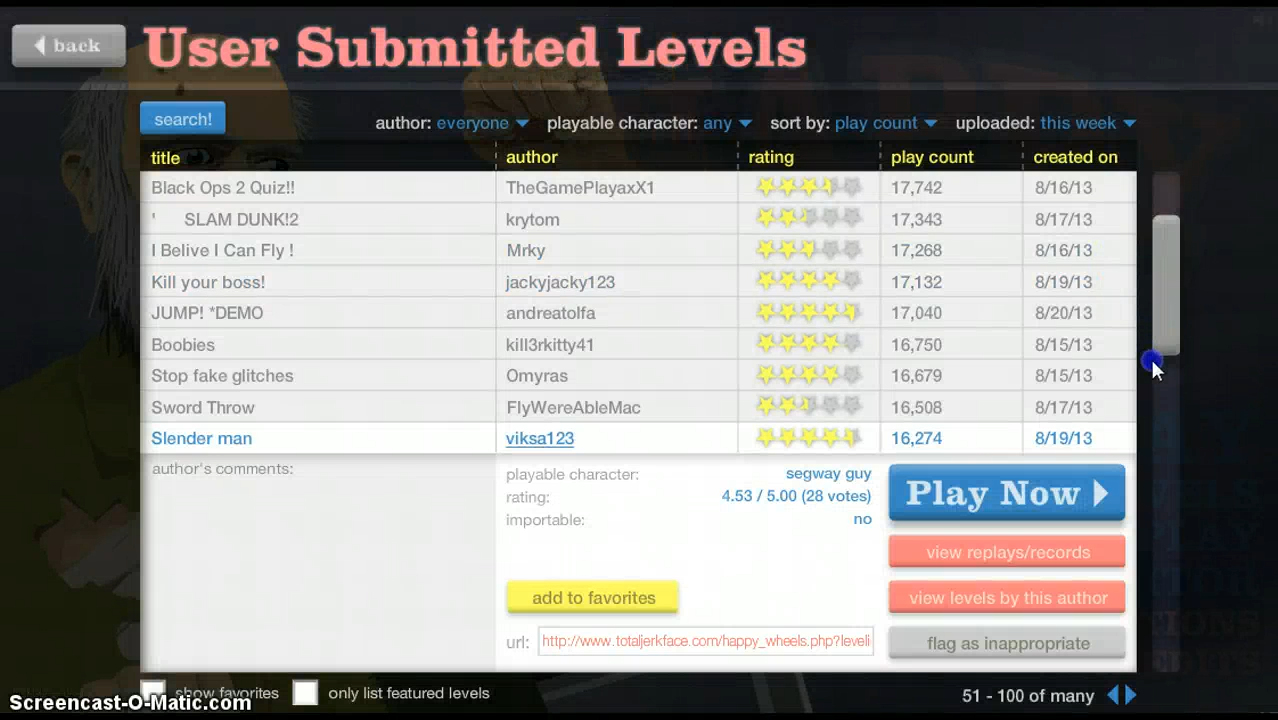 back
User Submitted Levels
search!
author: everyone playable character: any sort by: play count uploaded: this week
title author rating play count created on
Black Ops 2 Quiz!! TheGamePlayaxX1 17,742 8/16/13
' SLAM DUNK!2 krytom 17,343 8/17/13
I Belive I Can Fly ! Mrky 17,268 8/16/13
Kill your boss! jackyjacky123 17,132 8/19/13
JUMP! *DEMO andreatolfa 17,040 8/20/13
Boobies kill3rkitty41 16,750 8/15/13
Stop fake glitches Omyras 16,679 8/15/13
Sword Throw FlyWereAbleMac 16,508 8/17/13
Slender man viksa123 16,274 8/19/13
author's comments:
playable character: segway guy
rating: 4.53 / 5.00 (28 votes)
importable: no
Play Now
view replays/records
add to favorites
view levels by this author
url: http://www.totaljerkface.com/happy_wheels.php?leveli
flag as inappropriate
show favorites only list featured levels
51 - 100 of many
Screencast-O-Matic.com